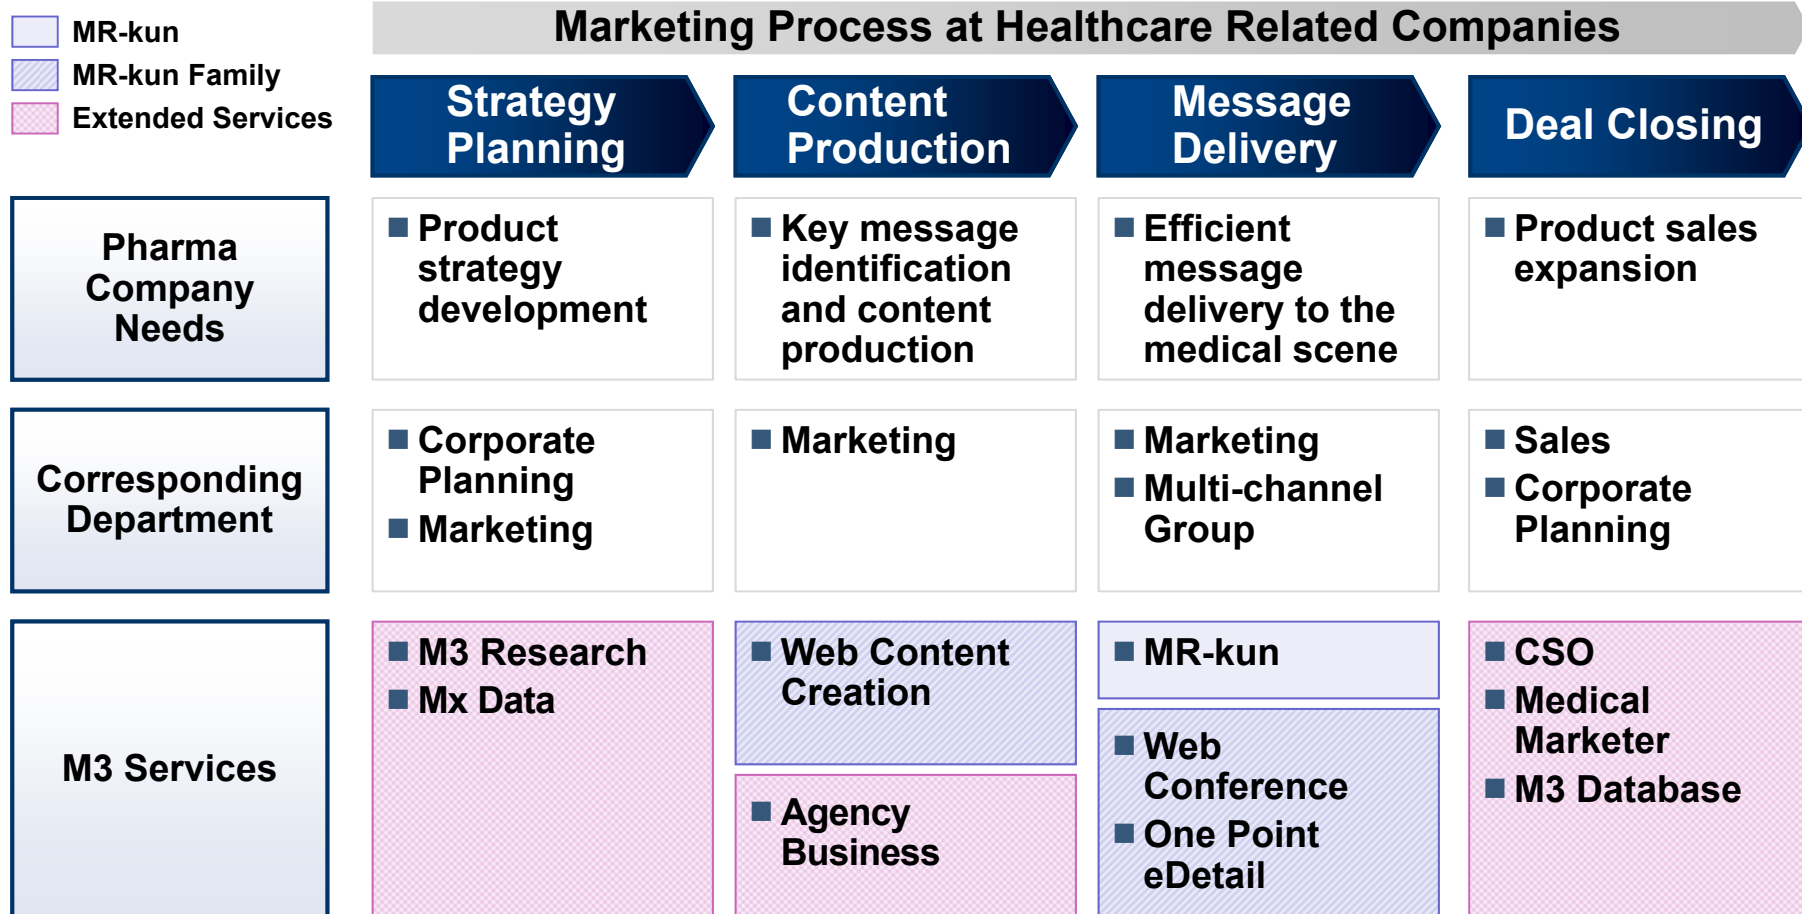 MR-kun
MR-kun Family
Extended Services
Marketing Process at Healthcare Related Companies
Strategy
Planning
Content
Production
Message
Delivery
Deal Closing
Pharma
Company
Needs
Product
strategy
development
Key message
identification
and content
production
Efficient
message
delivery to the
medical scene
Product sales
expansion
Corresponding
Department
Corporate
Planning
Marketing
Marketing
Marketing
Multi-channel
Group
Sales
Corporate
Planning
M3 Services
M3 Research
Mx Data
Web Content
Creation
Agency
Business
MR-kun
Web
Conference
One Point
eDetail
CSO
Medical
Marketer
M3 Database